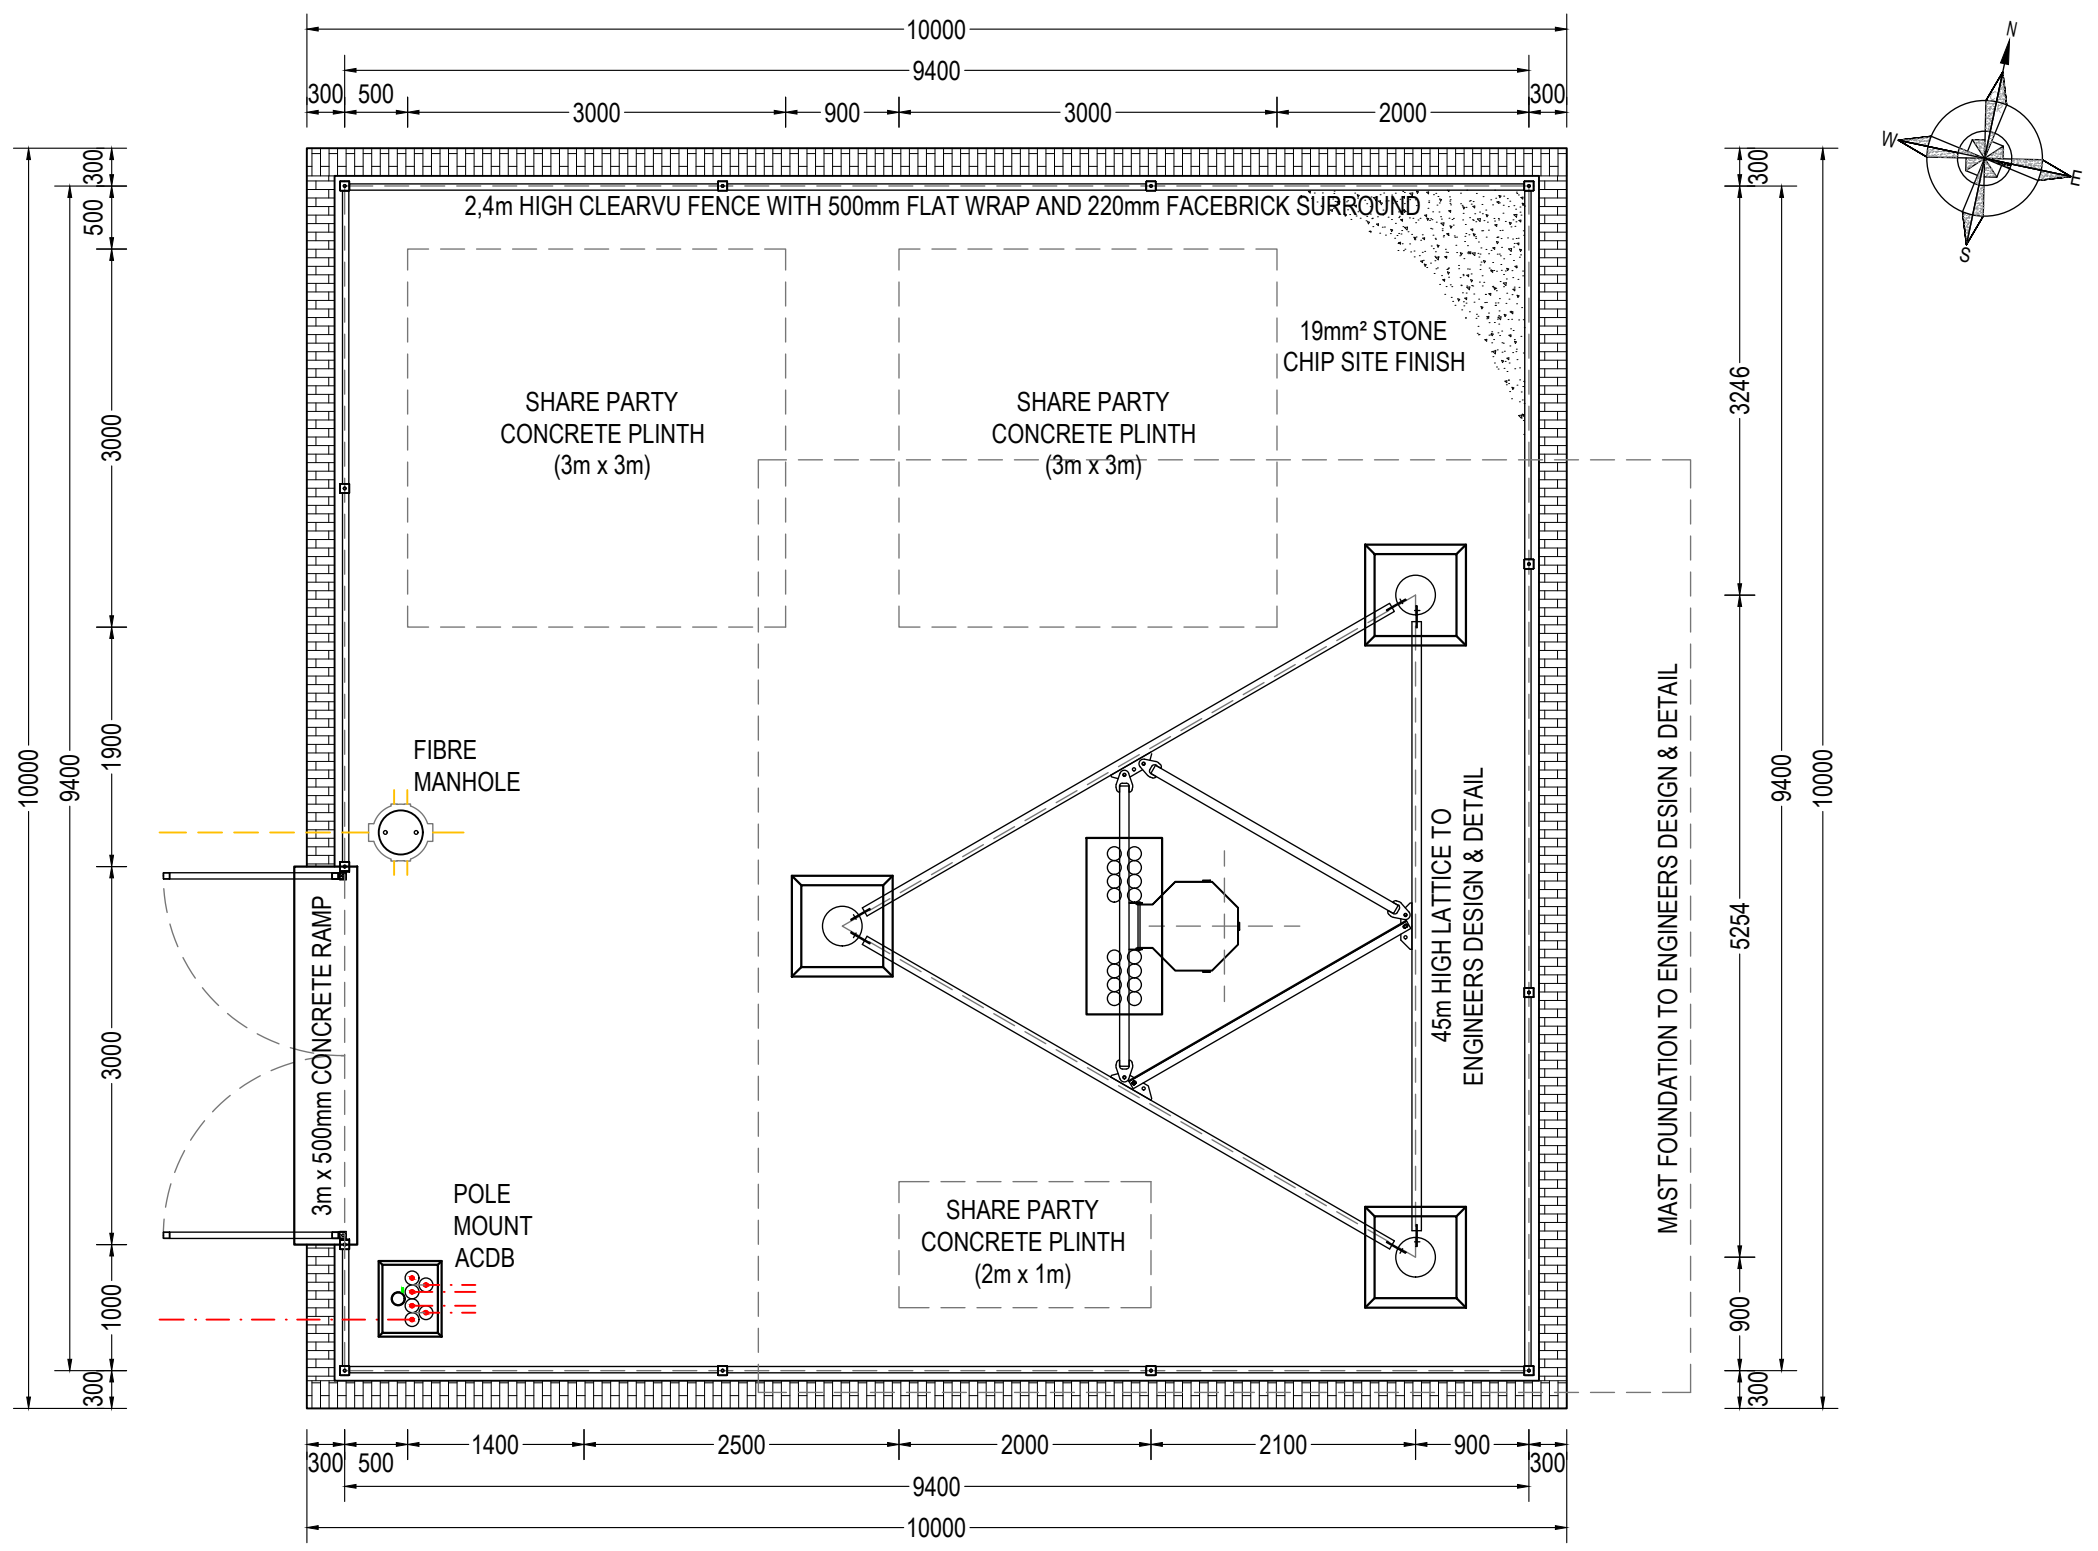 10000
9400
300
500
3000
900
3000
2000
300
N
W
E
S
300
500
3000
1900
3000
1000
300
10000
9400
300
3246
5254
900
300
9400
10000
2,4m HIGH CLEARVU FENCE WITH 500mm FLAT WRAP AND 220mm FACEBRICK SURROUND
19mm² STONE
CHIP SITE FINISH
SHARE PARTY
CONCRETE PLINTH
(3m x 3m)
SHARE PARTY
CONCRETE PLINTH
(3m x 3m)
FIBRE
MANHOLE
3m x 500mm CONCRETE RAMP
45m HIGH LATTICE TO
ENGINEERS DESIGN & DETAIL
MAST FOUNDATION TO ENGINEERS DESIGN & DETAIL
POLE
MOUNT
ACDB
SHARE PARTY
CONCRETE PLINTH
(2m x 1m)
300
500
1400
2500
2000
2100
900
300
9400
10000